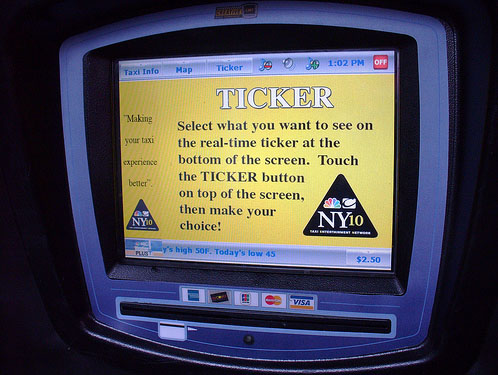 Taxi Info Map Ticker 1:02 PM OFF
TICKER
"Making
your taxi
experience
better".
Select what you want to see on
the real-time ticker at the
bottom of the screen. Touch
the TICKER button
on top of the screen,
then make your
choice!
NY10
NY10
TAXI ENTERTAINMENT NETWORK
PLUS y's high 50F. Today's low 45
$2.50
VISA